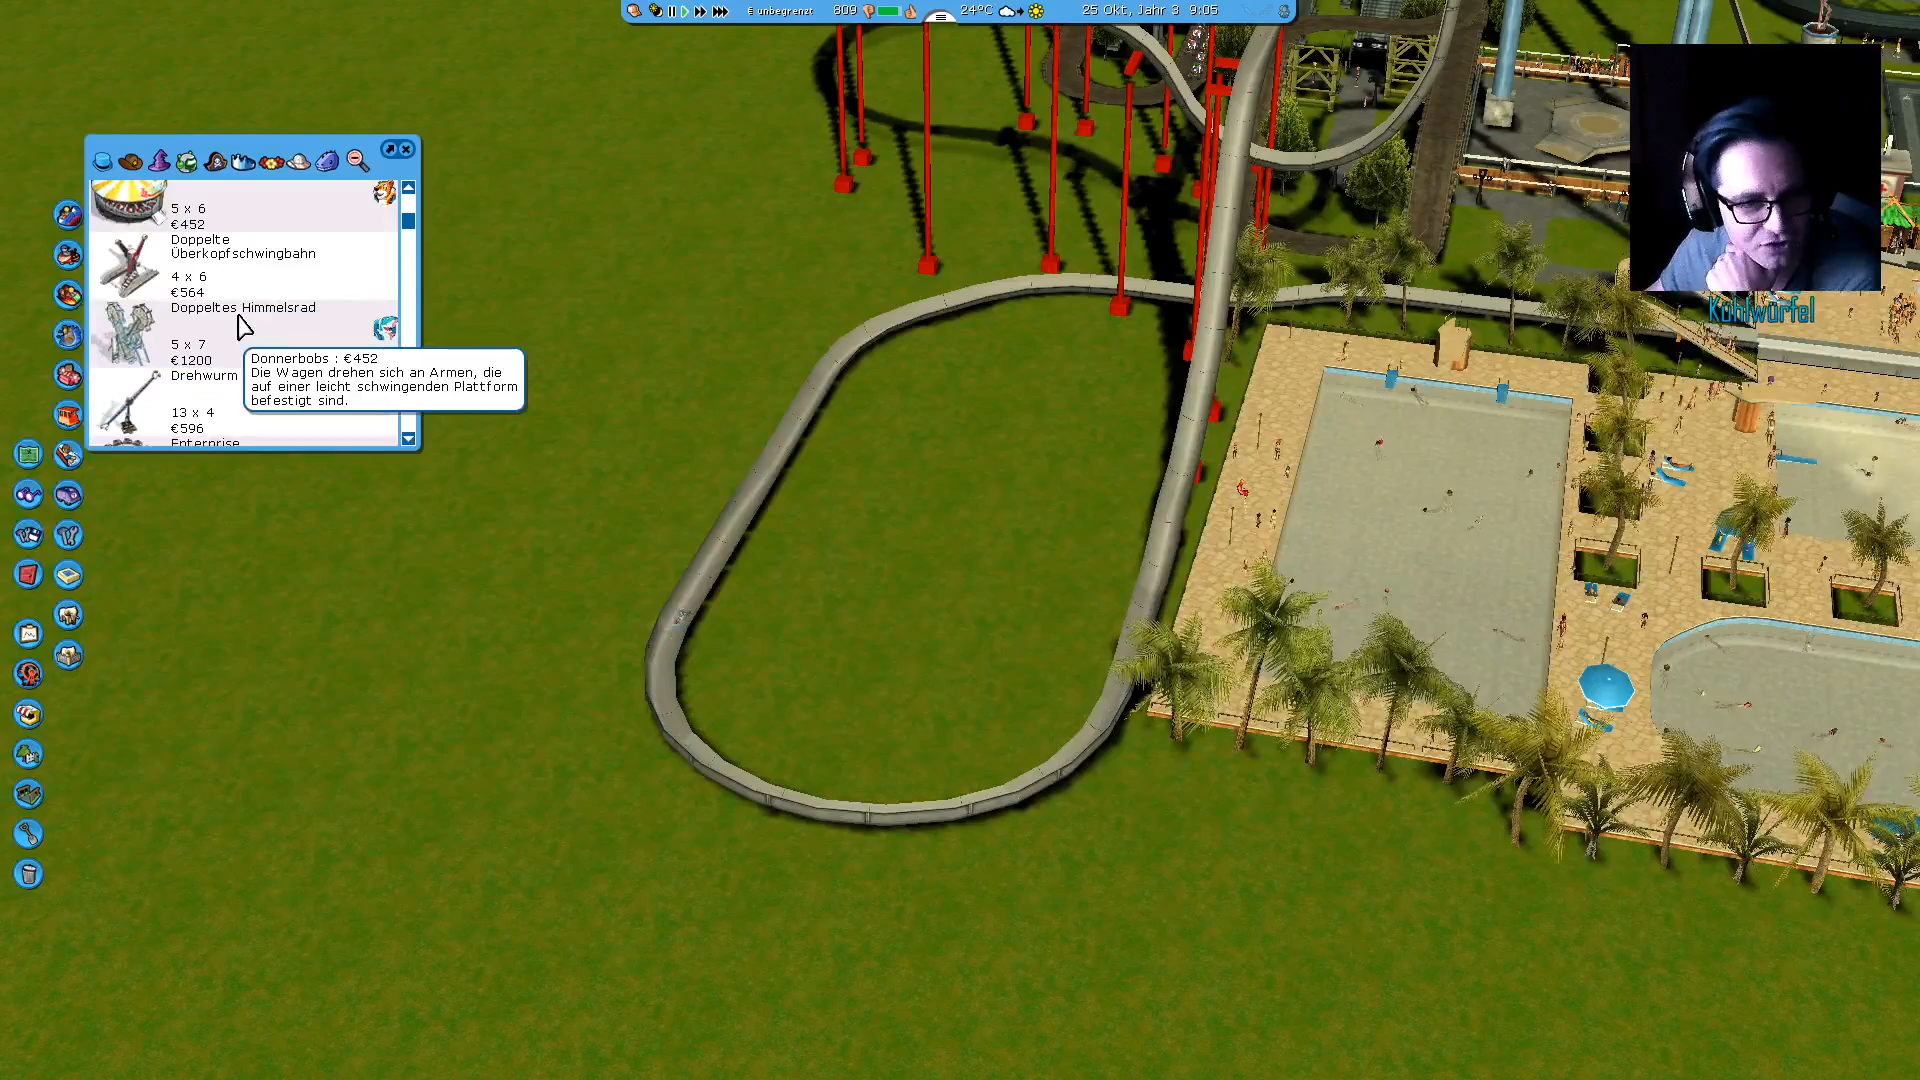 € unbegrenzt 809 24°C 25 Okt, Jahr 3 9:05
5 x 6
€452
Doppelte
Überkopfschwingbahn
4 x 6
€564
Doppeltes Himmelsrad
5 x 7
€1200
Drehwurm
13 x 4
€596
Enterprise
Donnerbobs : €452
Die Wagen drehen sich an Armen, die
auf einer leicht schwingenden Plattform
befestigt sind.
Kühlwürfel